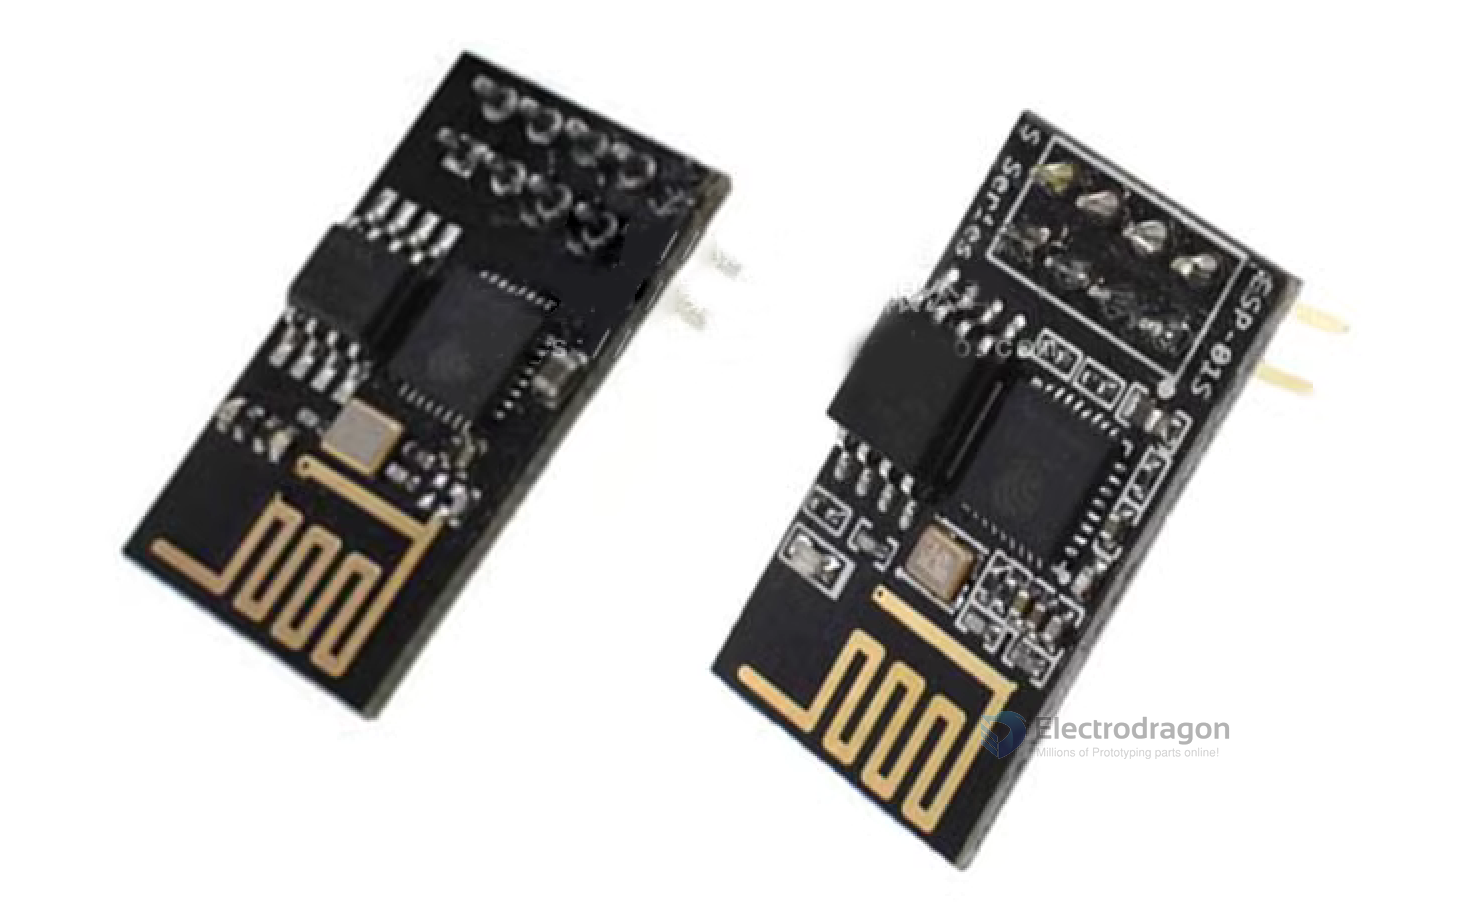 S Series
ESP-01S
Electrodragon
Millions of Prototyping parts online!